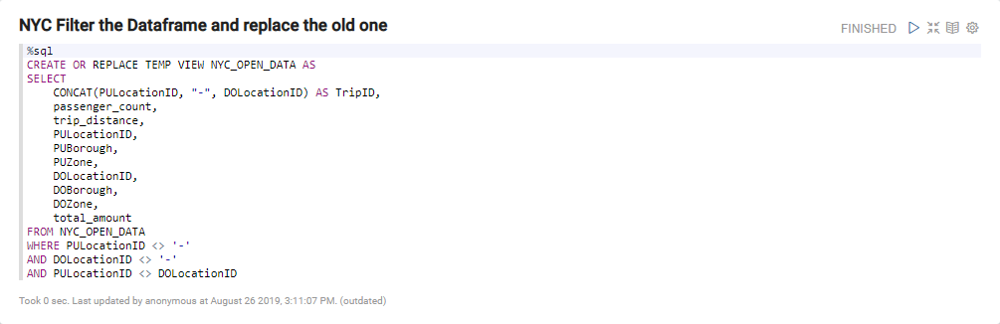 NYC Filter the Dataframe and replace the old one
FINISHED
%sql
CREATE OR REPLACE TEMP VIEW NYC_OPEN_DATA AS
SELECT
    CONCAT(PULocationID, "-", DOLocationID) AS TripID,
    passenger_count,
    trip_distance,
    PULocationID,
    PUBorough,
    PUZone,
    DOLocationID,
    DOBorough,
    DOZone,
    total_amount
FROM NYC_OPEN_DATA
WHERE PULocationID <> '-'
AND DOLocationID <> '-'
AND PULocationID <> DOLocationID
Took 0 sec. Last updated by anonymous at August 26 2019, 3:11:07 PM. (outdated)